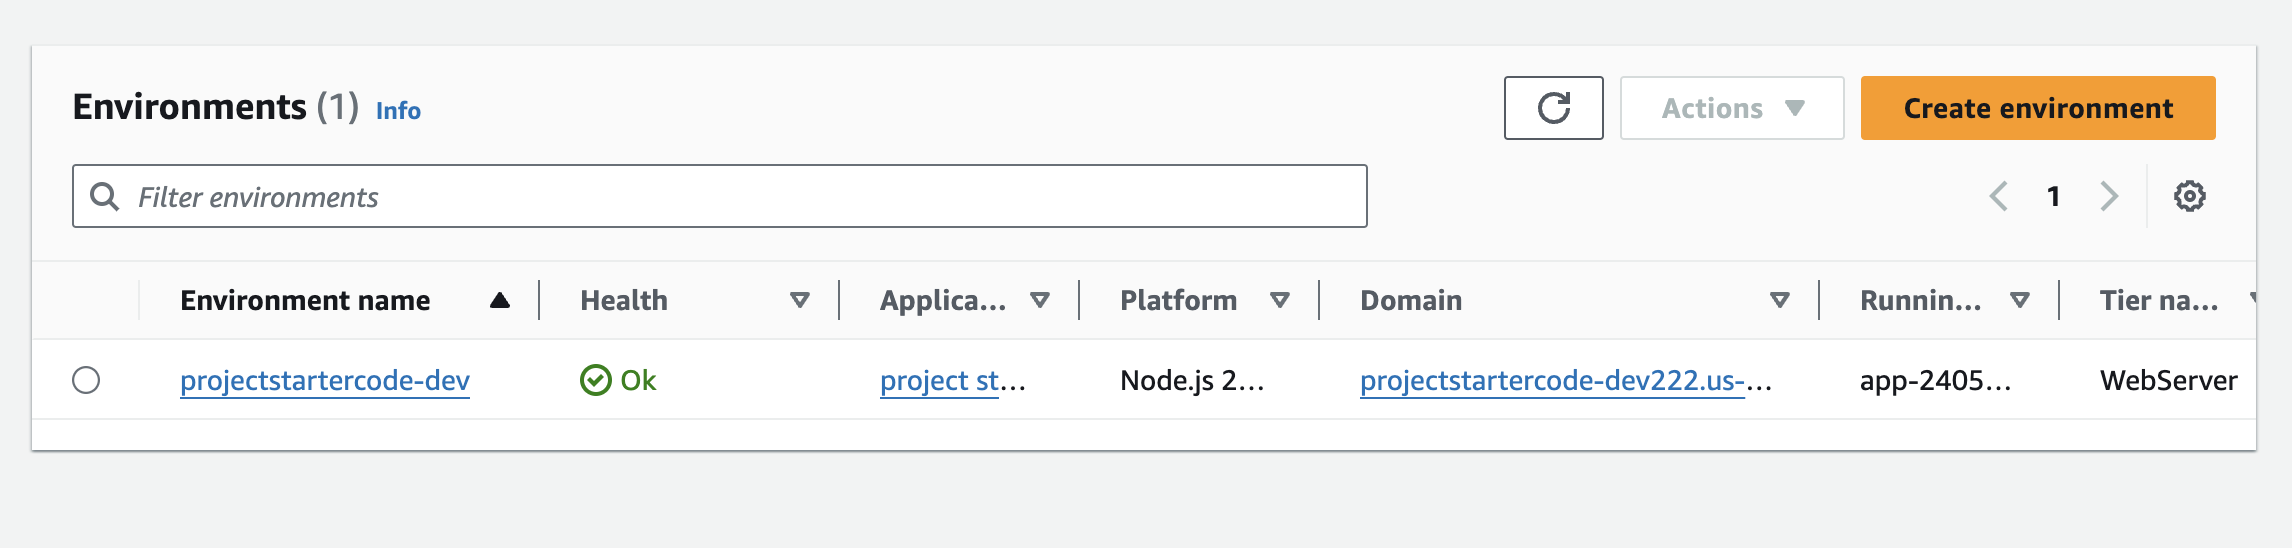 Environments (1) Info
Actions
Create environment
Filter environments
1
Environment name Health Applica... Platform Domain Runnin... Tier na...
projectstartercode-dev Ok project st... Node.js 2... projectstartercode-dev222.us-... app-2405... WebServer